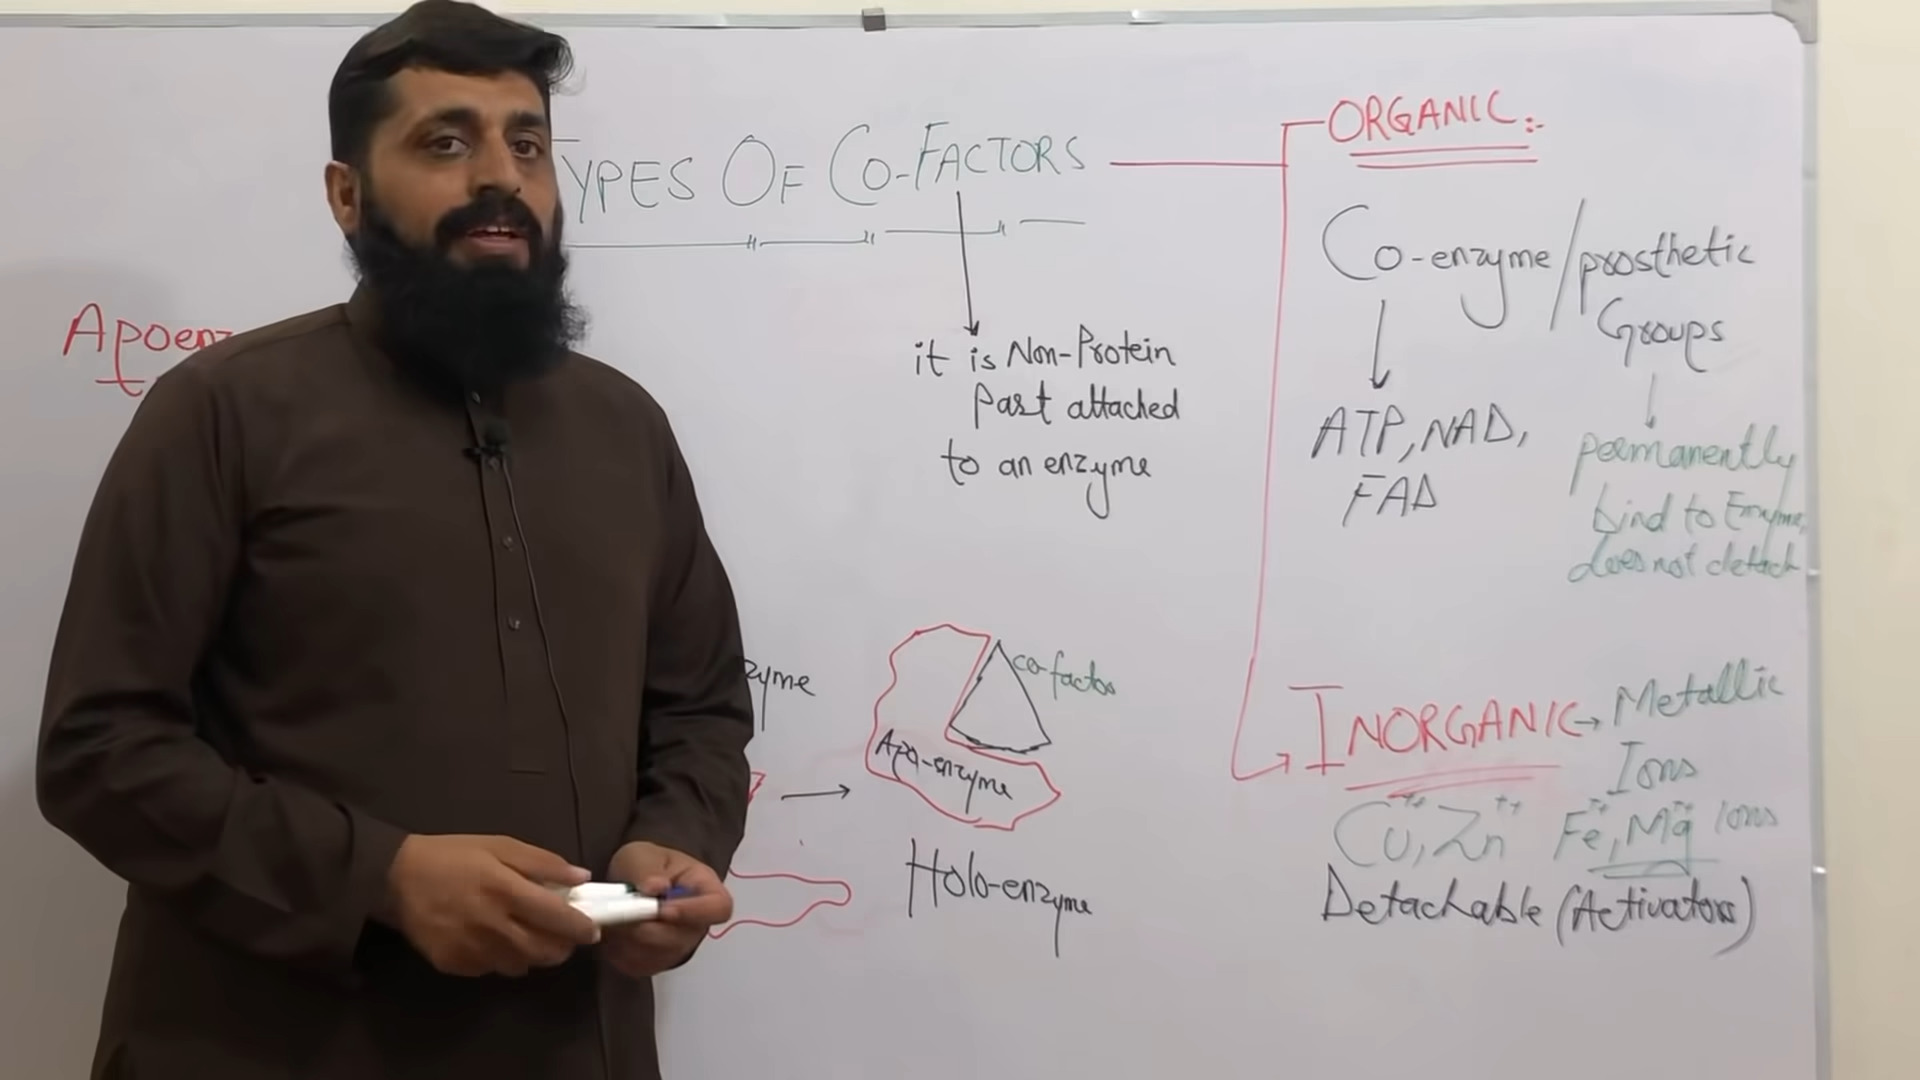 TYPES OF CO-FACTORS
it is Non-Protein
Part attached
to an enzyme
Apoenz
zyme
co-factor
Apo-enzyme
Holo-enzyme
ORGANIC:-
Co-enzyme/prosthetic
Groups
ATP, NAD,
FAD
permanently
bind to Enzyme,
does not detach
INORGANIC → Metallic
Ions
Cu++, Zn++ Fe++, Mg++ ions
Detachable (Activators)